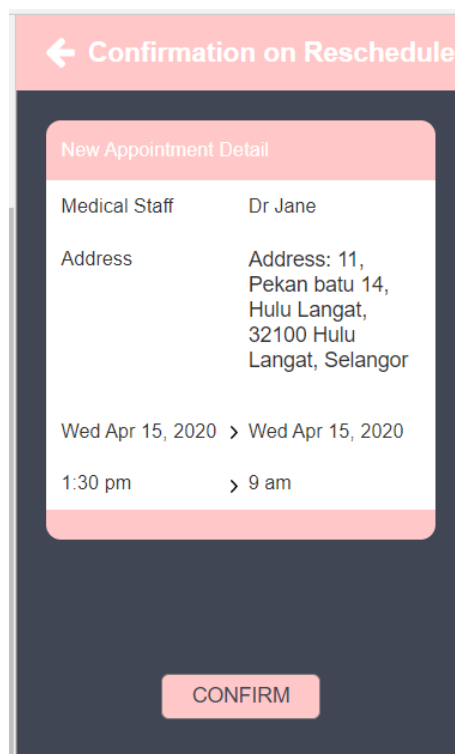 Confirmation on Reschedule
New Appointment Detail
Medical Staff Dr Jane
Address Address: 11,
Pekan batu 14,
Hulu Langat,
32100 Hulu
Langat, Selangor
Wed Apr 15, 2020 > Wed Apr 15, 2020
1:30 pm > 9 am
CONFIRM